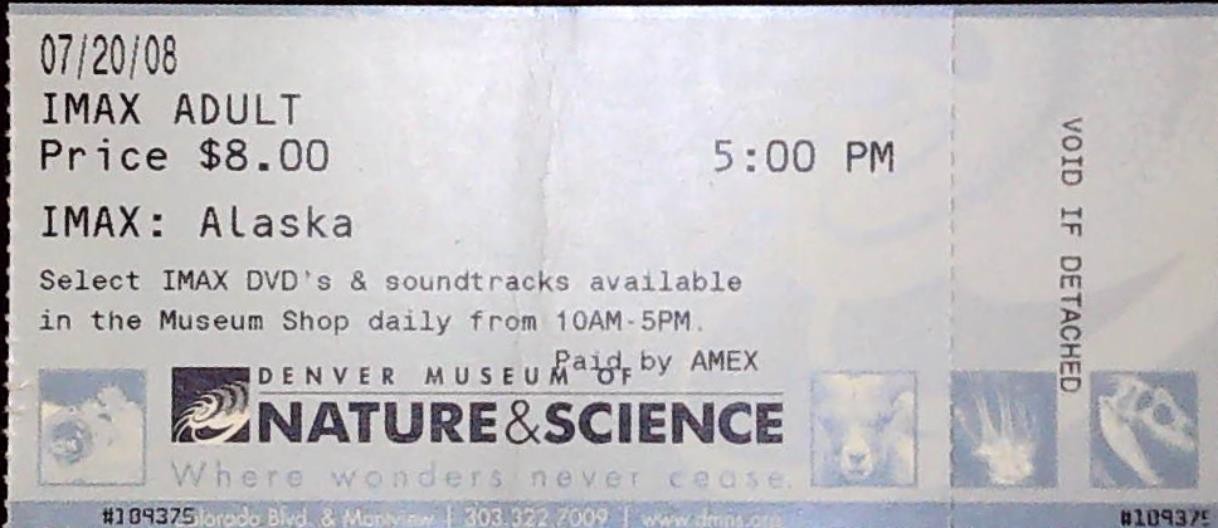 07/20/08
IMAX ADULT
Price $8.00 5:00 PM
IMAX: Alaska
Select IMAX DVD's & soundtracks available
in the Museum Shop daily from 10AM-5PM.
Paid by AMEX
DENVER MUSEUM OF
NATURE&SCIENCE
Where wonders never cease.
#109375 Blvd. & 303.322.7009 | www.dmns.org
VOID IF DETACHED
#109375